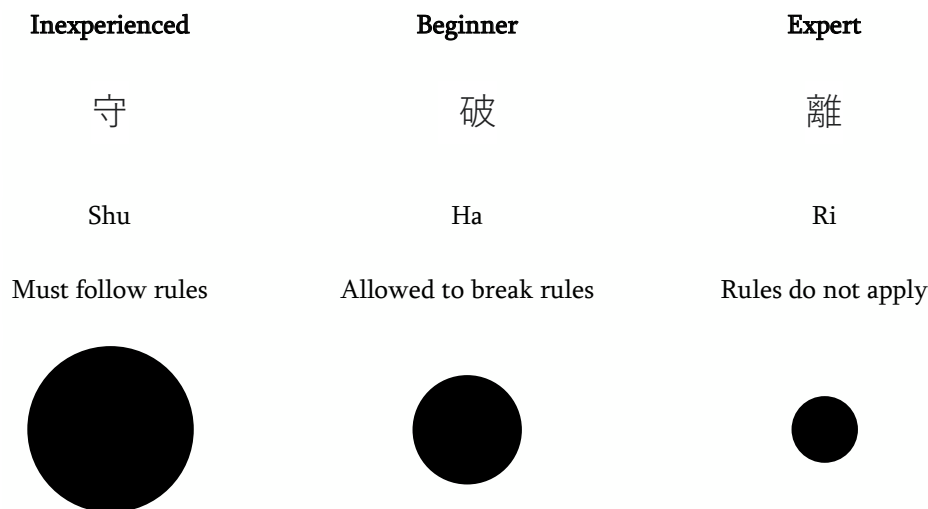 Inexperienced Beginner Expert
守 破 離
Shu Ha Ri
Must follow rules Allowed to break rules Rules do not apply